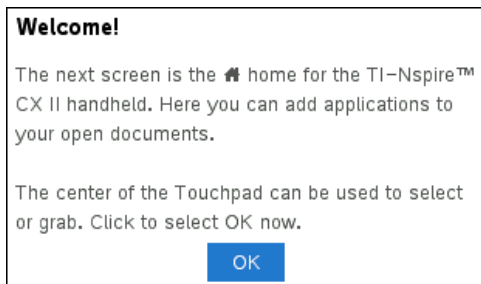 Welcome!
The next screen is the home for the TI-Nspire™
CX II handheld. Here you can add applications to
your open documents.
The center of the Touchpad can be used to select
or grab. Click to select OK now.
OK